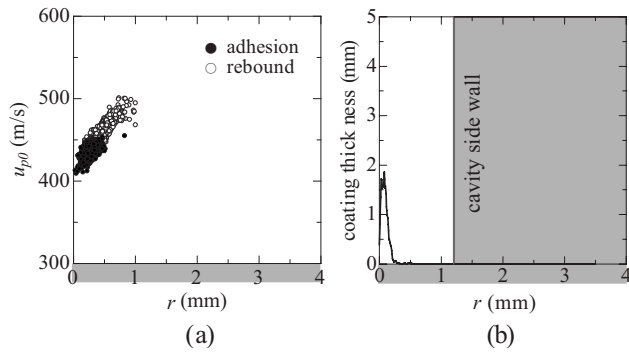 600
500
400
300
u_p0 (m/s)
adhesion
rebound
0 1 2 3 4
r (mm)
(a)
5
4
3
2
1
0
coating thick ness (mm)
cavity side wall
0 1 2 3 4
r (mm)
(b)